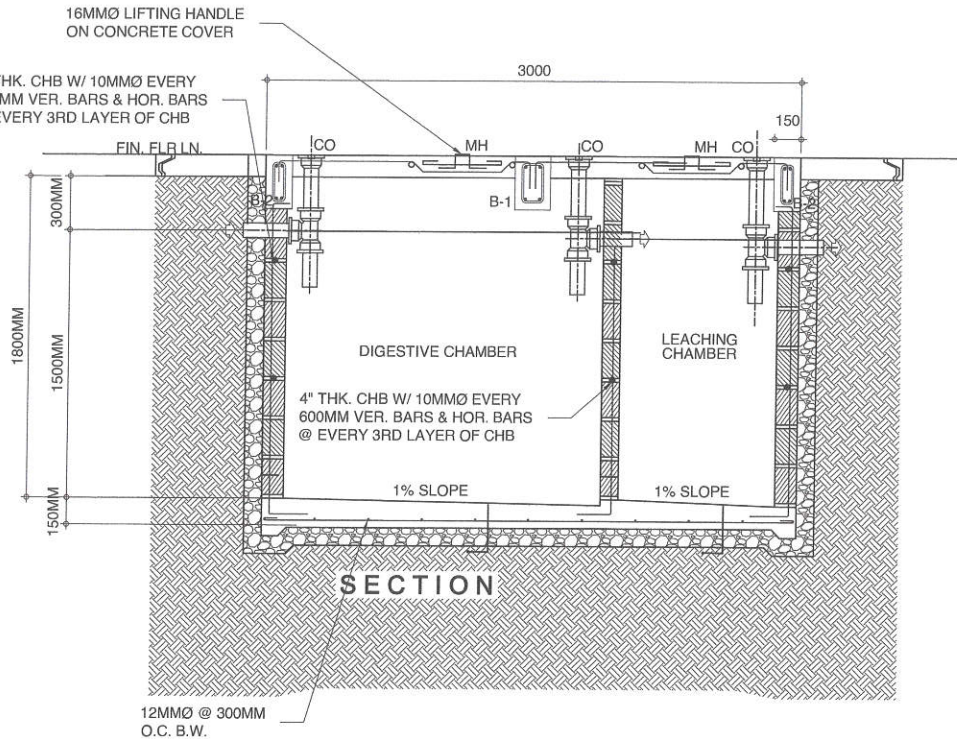 16MMØ LIFTING HANDLE
ON CONCRETE COVER
3000
THK. CHB W/ 10MMØ EVERY
MM VER. BARS & HOR. BARS
EVERY 3RD LAYER OF CHB
150
FIN. FLR LN.
CO
MH
CO
MH
CO
B-2
B-1
300MM
1800MM
1500MM
150MM
DIGESTIVE CHAMBER
LEACHING
CHAMBER
4" THK. CHB W/ 10MMØ EVERY
600MM VER. BARS & HOR. BARS
@ EVERY 3RD LAYER OF CHB
1% SLOPE
1% SLOPE
SECTION
12MMØ @ 300MM
O.C. B.W.